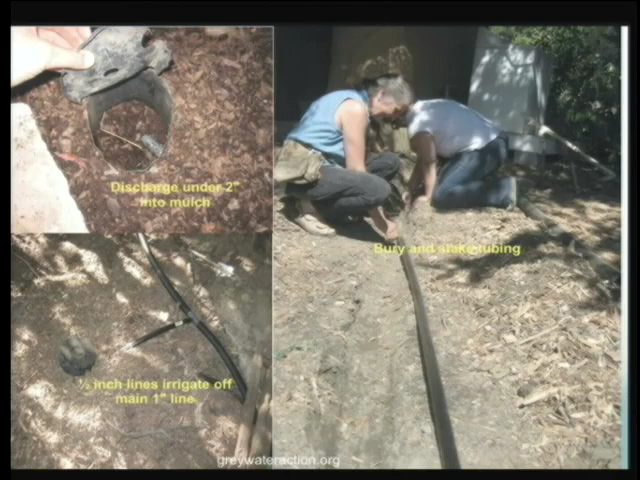 Discharge under 2"
into mulch
Bury and stake tubing
½ inch lines irrigate off
main 1" line
greywateraction.org